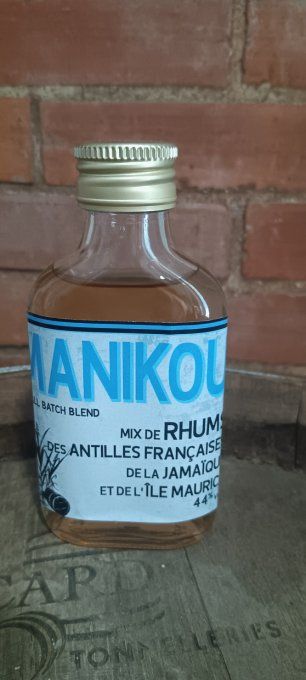 MANIKOU
LL BATCH BLEND
MIX DE RHUMS
DES ANTILLES FRANÇAISE
DE LA JAMAÏQU
ET DE L'ÎLE MAURIC
44%
CARD
TONNELLERIES